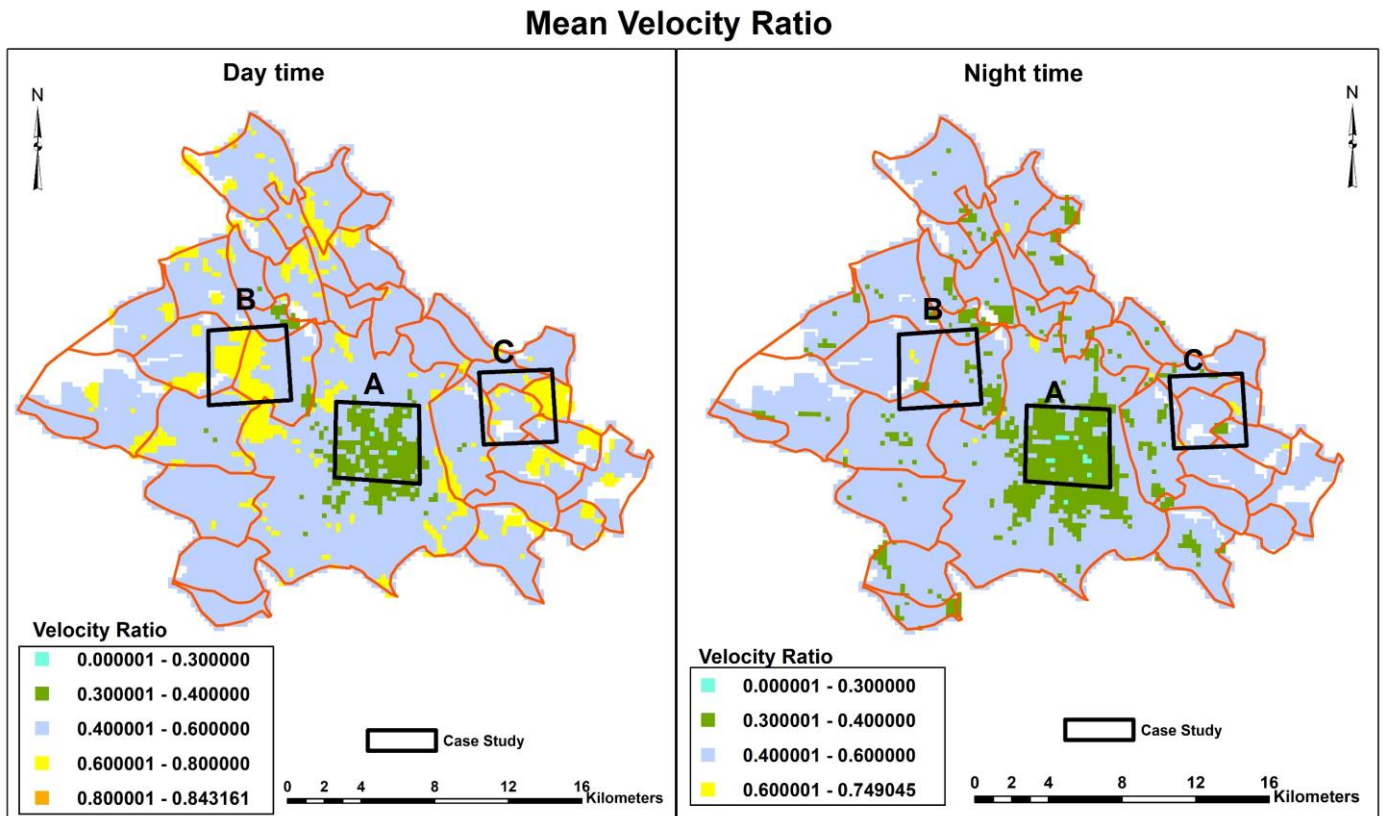 Mean Velocity Ratio
Day time
N
B
A
C
Velocity Ratio
0.000001 - 0.300000
0.300001 - 0.400000
0.400001 - 0.600000
0.600001 - 0.800000
0.800001 - 0.843161
Case Study
0 2 4 8 12 16
Kilometers
Night time
N
B
A
C
Velocity Ratio
0.000001 - 0.300000
0.300001 - 0.400000
0.400001 - 0.600000
0.600001 - 0.749045
Case Study
0 2 4 8 12 16
Kilometers